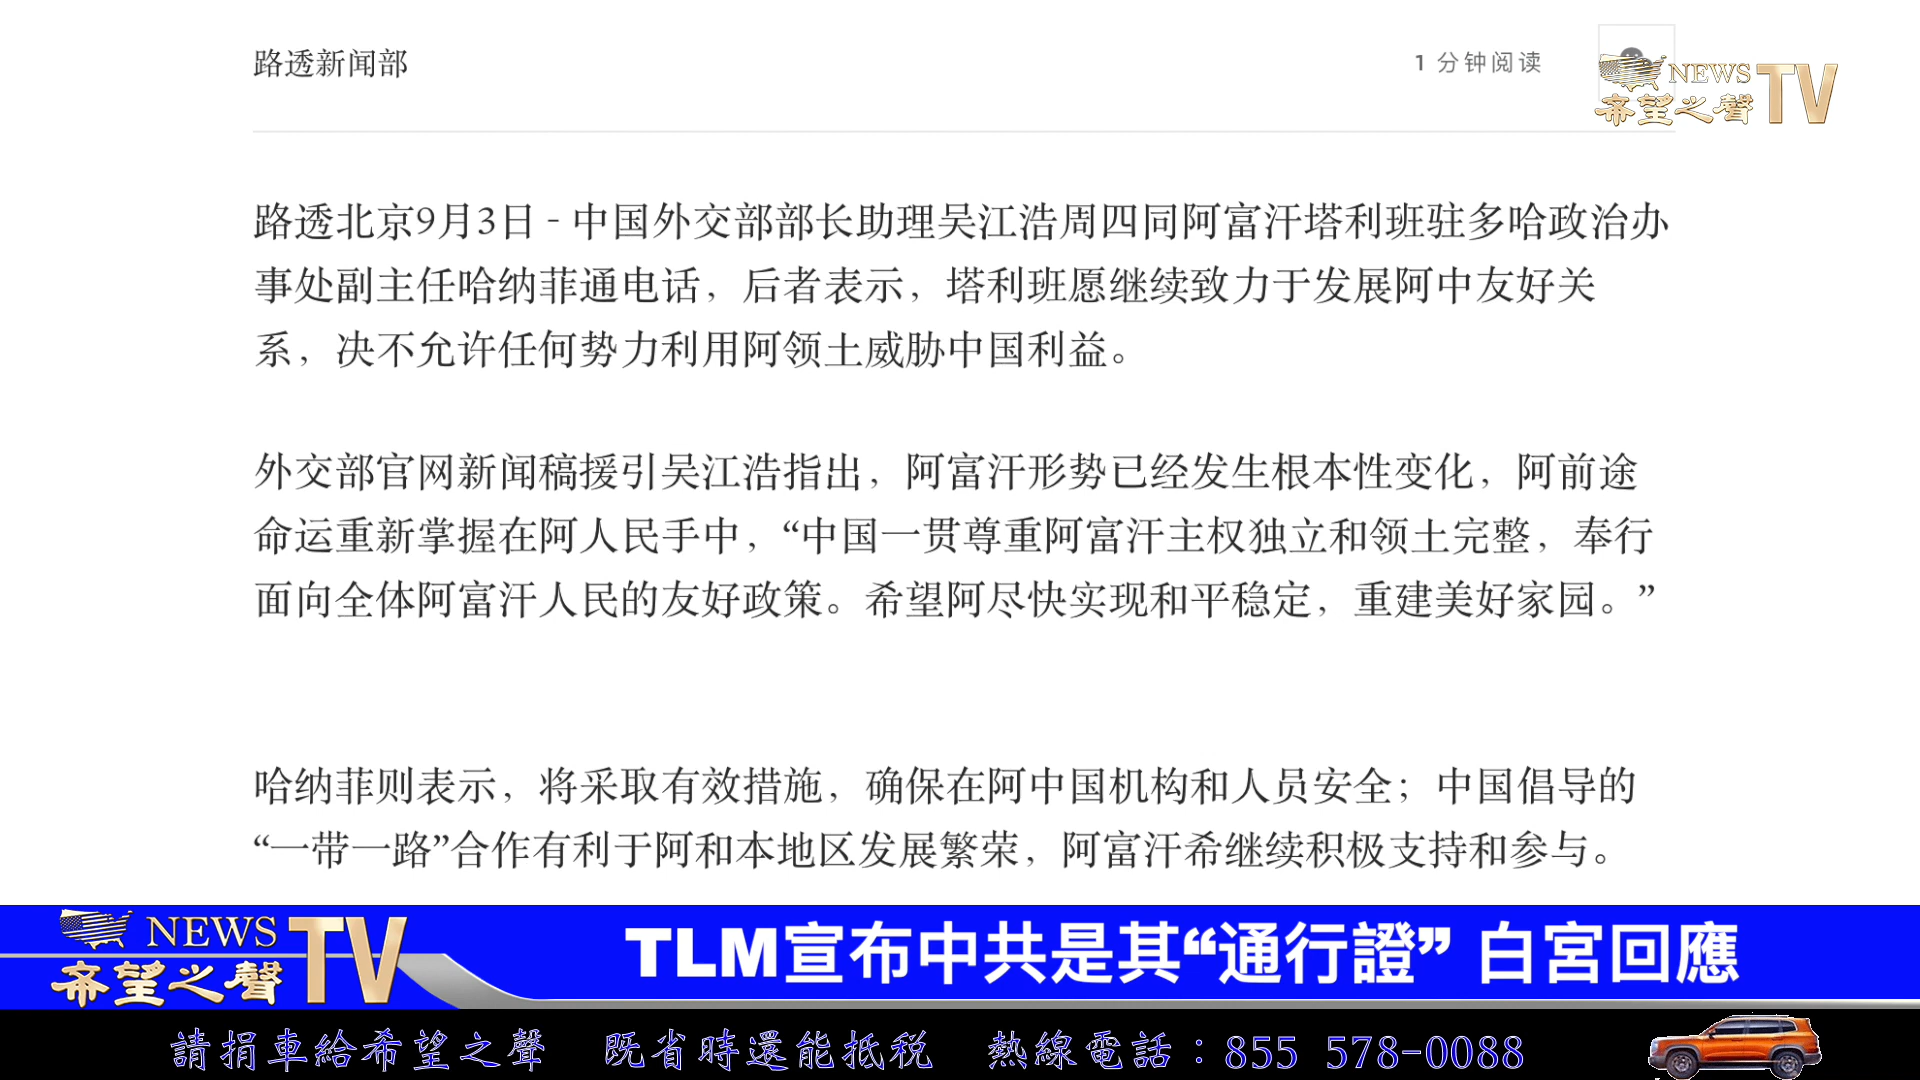 路透新闻部
1 分钟阅读
NEWS TV
希望之聲
路透北京9月3日 - 中国外交部部长助理吴江浩周四同阿富汗塔利班驻多哈政治办
事处副主任哈纳菲通电话，后者表示，塔利班愿继续致力于发展阿中友好关
系，决不允许任何势力利用阿领土威胁中国利益。
外交部官网新闻稿援引吴江浩指出，阿富汗形势已经发生根本性变化，阿前途
命运重新掌握在阿人民手中，“中国一贯尊重阿富汗主权独立和领土完整，奉行
面向全体阿富汗人民的友好政策。希望阿尽快实现和平稳定，重建美好家园。”
哈纳菲则表示，将采取有效措施，确保在阿中国机构和人员安全；中国倡导的
“一带一路”合作有利于阿和本地区发展繁荣，阿富汗希继续积极支持和参与。
NEWS TV
希望之聲
TLM宣布中共是其“通行證” 白宮回應
請捐車給希望之聲 既省時還能抵税 熱線電話：855 578-0088